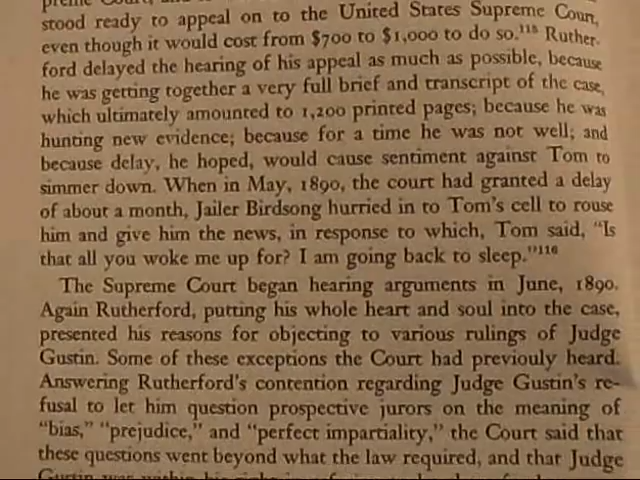 preme Court, and
stood ready to appeal on to the United States Supreme Court,
even though it would cost from $700 to $1,000 to do so."¹¹⁵ Ruther-
ford delayed the hearing of his appeal as much as possible, because
he was getting together a very full brief and transcript of the case,
which ultimately amounted to 1,200 printed pages; because he was
hunting new evidence; because for a time he was not well; and
because delay, he hoped, would cause sentiment against Tom to
simmer down. When in May, 1890, the court had granted a delay
of about a month, Jailer Birdsong hurried in to Tom's cell to rouse
him and give him the news, in response to which, Tom said, "Is
that all you woke me up for? I am going back to sleep."¹¹⁶
The Supreme Court began hearing arguments in June, 1890.
Again Rutherford, putting his whole heart and soul into the case,
presented his reasons for objecting to various rulings of Judge
Gustin. Some of these exceptions the Court had previouly heard.
Answering Rutherford's contention regarding Judge Gustin's re-
fusal to let him question prospective jurors on the meaning of
"bias," "prejudice," and "perfect impartiality," the Court said that
these questions went beyond what the law required, and that Judge
Gustin was within his